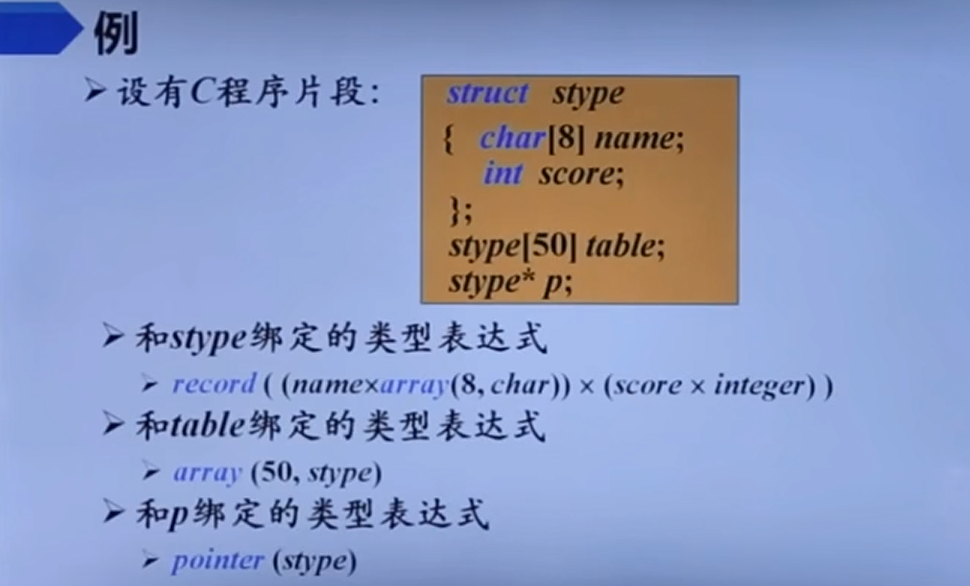 例
设有C程序片段:
struct stype
{ char[8] name;
int score;
};
stype[50] table;
stype* p;
和stype绑定的类型表达式
record ( (name×array(8, char)) × (score × integer) )
和table绑定的类型表达式
array (50, stype)
和p绑定的类型表达式
pointer (stype)